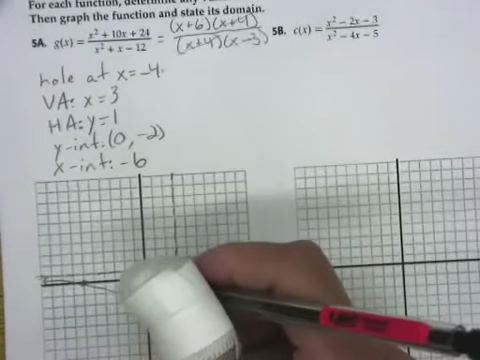 For each function, determine any
Then graph the function and state its domain.
5A. g(x) = x² + 10x + 24 / x² + x − 12 = (x+6)(x+4) / (x+4)(x−3)
5B. c(x) = x² − 2x − 3 / x² − 4x − 5
hole at x=-4
VA: x=3
HA: y=1
y-int: (0, -2)
x-int: -6